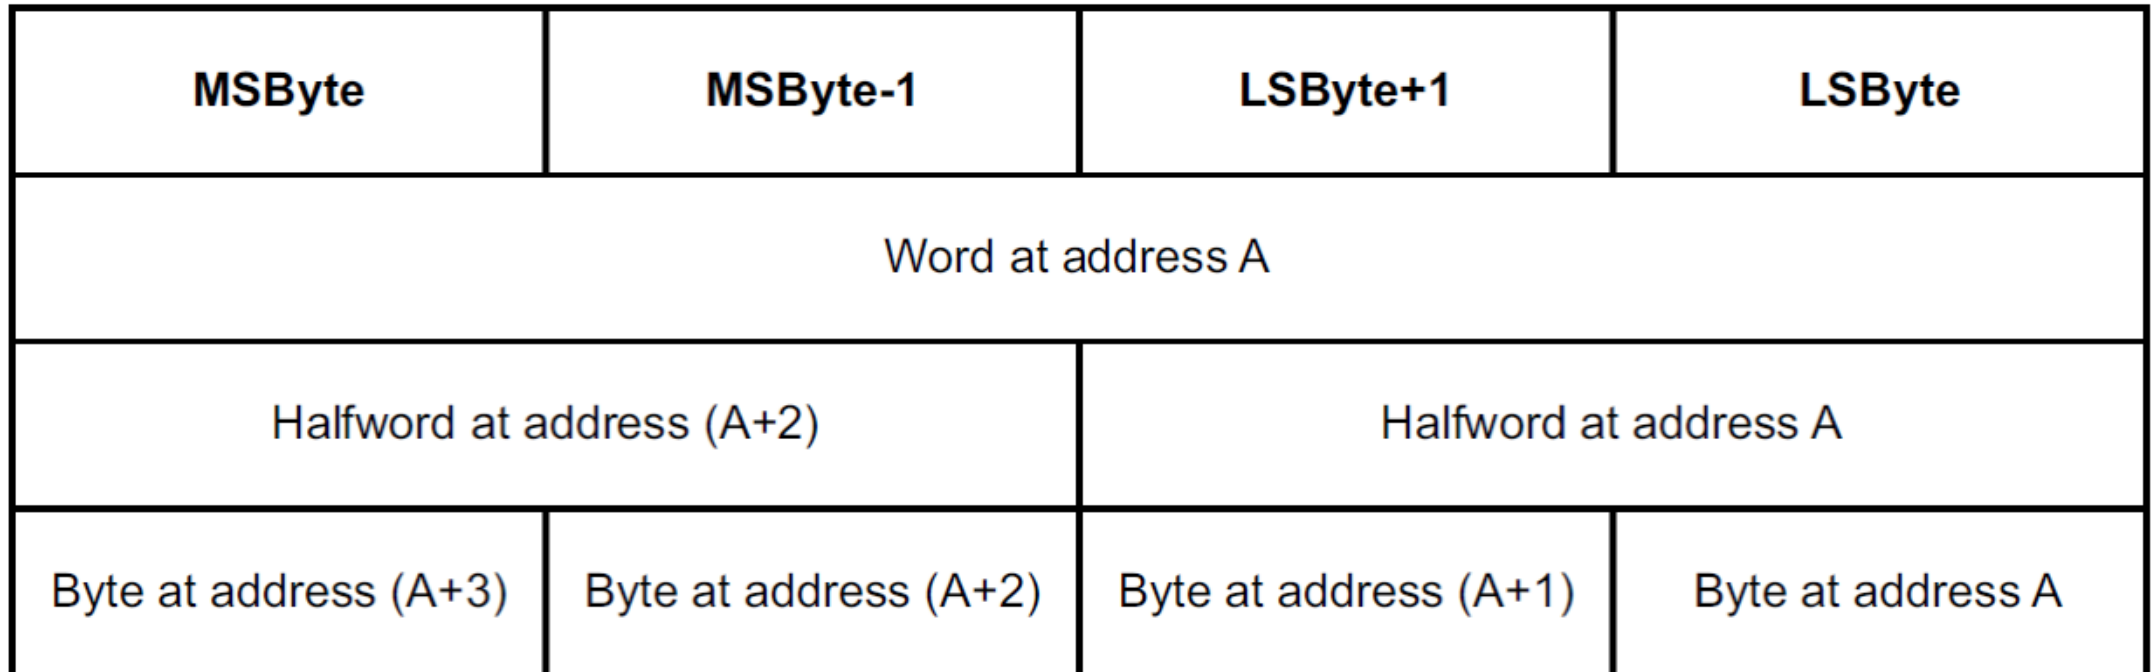 MSByte MSByte-1 LSByte+1 LSByte
Word at address A
Halfword at address (A+2) Halfword at address A
Byte at address (A+3) Byte at address (A+2) Byte at address (A+1) Byte at address A